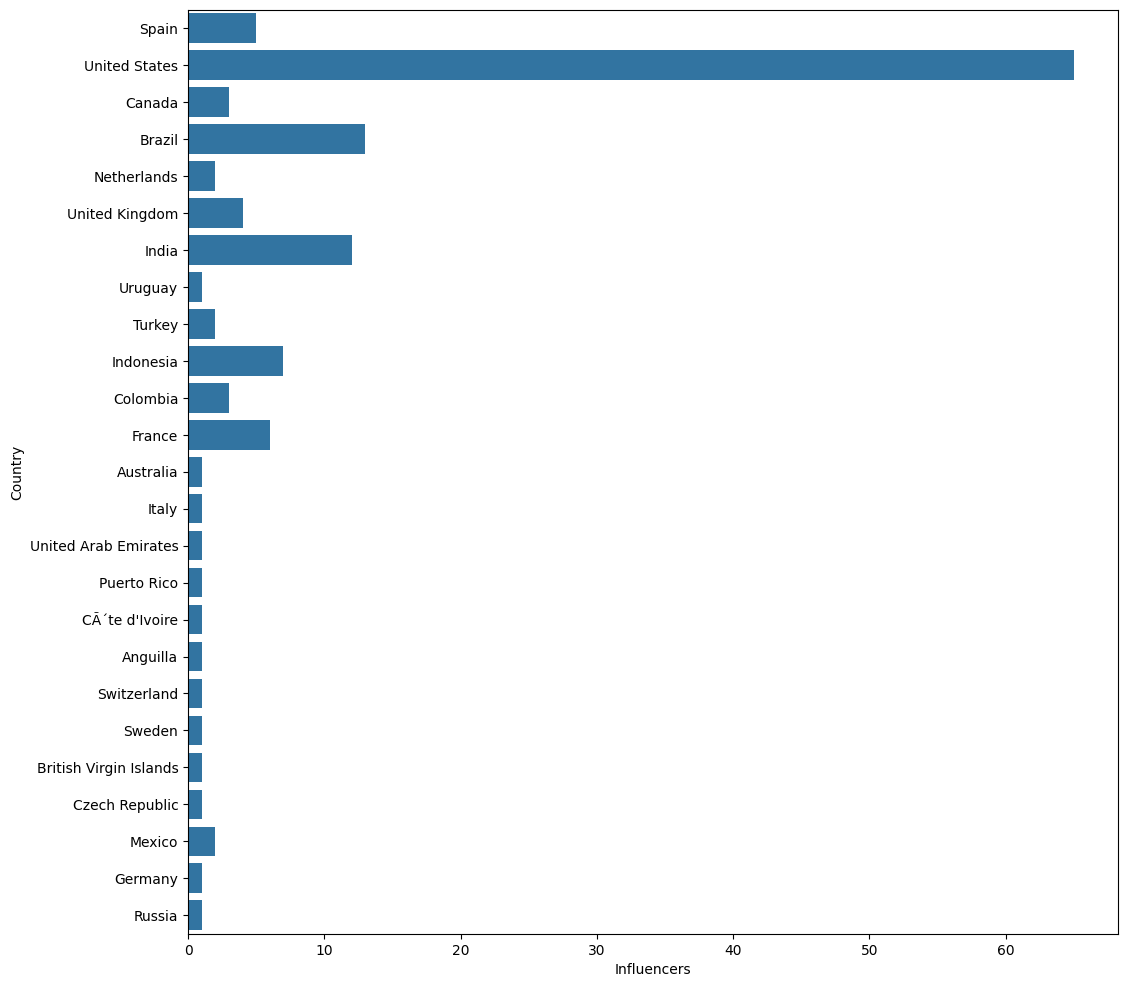 Spain
United States
Canada
Brazil
Netherlands
United Kingdom
India
Uruguay
Turkey
Indonesia
Colombia
France
Australia
Italy
United Arab Emirates
Puerto Rico
CÃ´te d'Ivoire
Anguilla
Switzerland
Sweden
British Virgin Islands
Czech Republic
Mexico
Germany
Russia
Country
0 10 20 30 40 50 60
Influencers